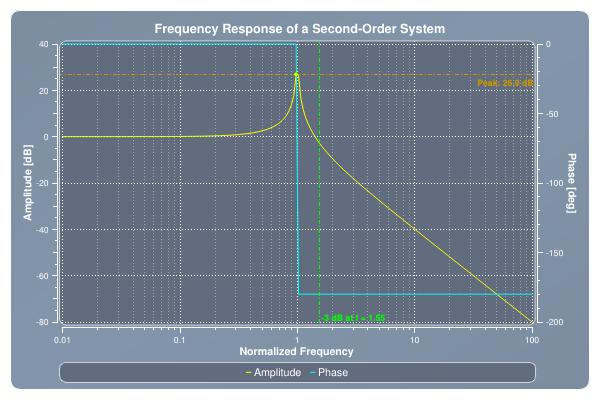 Frequency Response of a Second-Order System
40
20
0
-20
-40
-60
-80
Amplitude [dB]
0
-50
-100
-150
-200
Phase [deg]
Peak: 26.9 dB
-3 dB at f = 1.55
0.01
0.1
1
10
100
Normalized Frequency
Amplitude
Phase